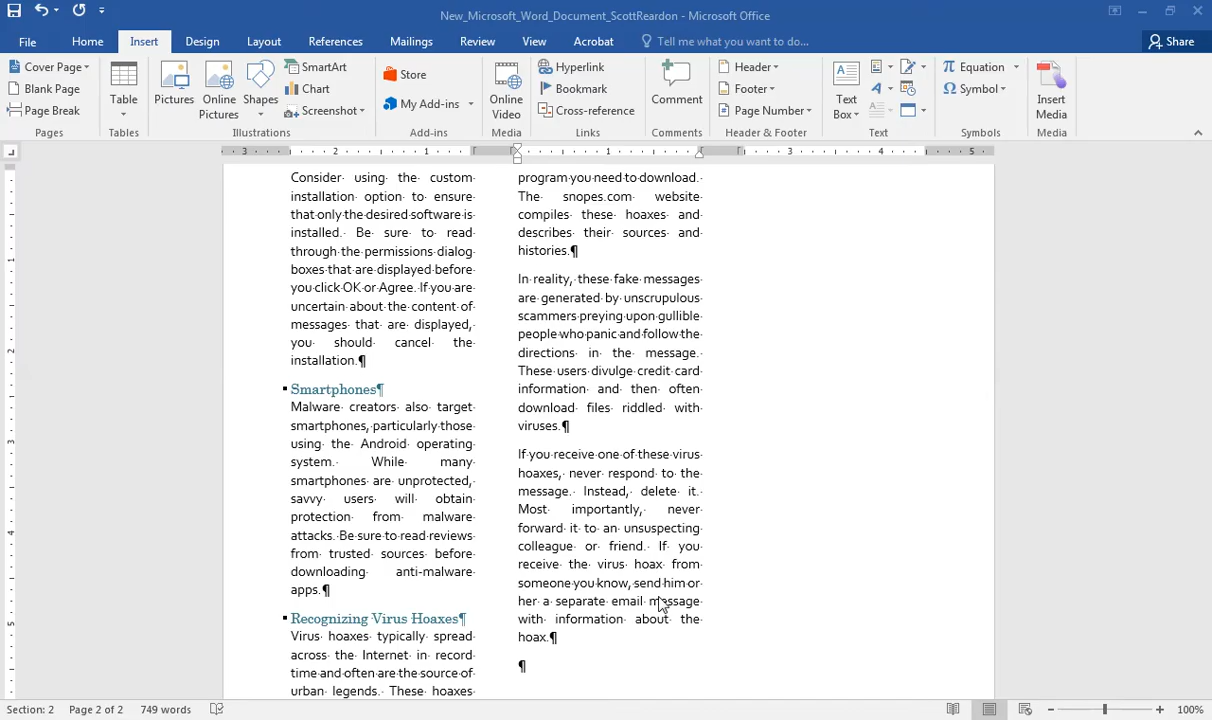 New_Microsoft_Word_Document_ScottReardon - Microsoft Office
File Home Insert Design Layout References Mailings Review View Acrobat Tell me what you want to do... Share
Cover Page
Blank Page
Page Break
Pages
Table
Tables
Pictures
Online
Pictures
Shapes
SmartArt
Chart
Screenshot
Illustrations
Store
My Add-ins
Add-ins
Online
Video
Media
Hyperlink
Bookmark
Cross-reference
Links
Comment
Comments
Header
Footer
Page Number
Header & Footer
Text
Box
Text
Equation
Symbol
Symbols
Insert
Media
Media
3 2 1 1 3 4 5
1
2
3
4
5
Consider using the custom
installation option to ensure
that only the desired software is
installed. Be sure to read
through the permissions dialog
boxes that are displayed before
you click OK or Agree. If you are
uncertain about the content of
messages that are displayed,
you should cancel the
installation.¶
Smartphones¶
Malware creators also target
smartphones, particularly those
using the Android operating
system. While many
smartphones are unprotected,
savvy users will obtain
protection from malware
attacks. Be sure to read reviews
from trusted sources before
downloading anti-malware
apps.¶
Recognizing Virus Hoaxes¶
Virus hoaxes typically spread
across the Internet in record
time and often are the source of
urban legends. These hoaxes
program you need to download.
The snopes.com website
compiles these hoaxes and
describes their sources and
histories.¶
In reality, these fake messages
are generated by unscrupulous
scammers preying upon gullible
people who panic and follow the
directions in the message.
These users divulge credit card
information and then often
download files riddled with
viruses.¶
If you receive one of these virus
hoaxes, never respond to the
message. Instead, delete it.
Most importantly, never
forward it to an unsuspecting
colleague or friend. If you
receive the virus hoax from
someone you know, send him or
her a separate email message
with information about the
hoax.¶
¶
Section: 2 Page 2 of 2 749 words 100%